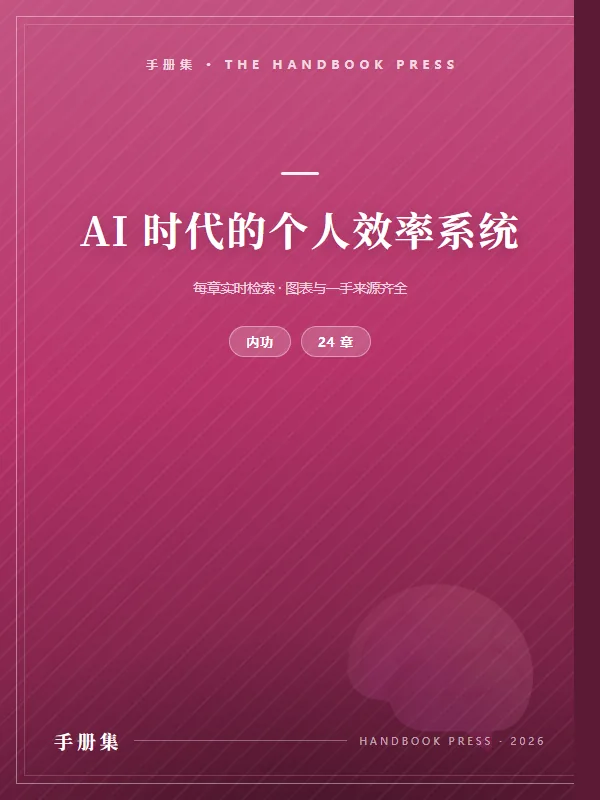 手册集 • THE HANDBOOK PRESS
AI 时代的个人效率系统
每章实时检索 · 图表与一手来源齐全
内功 24 章
手册集 HANDBOOK PRESS · 2026